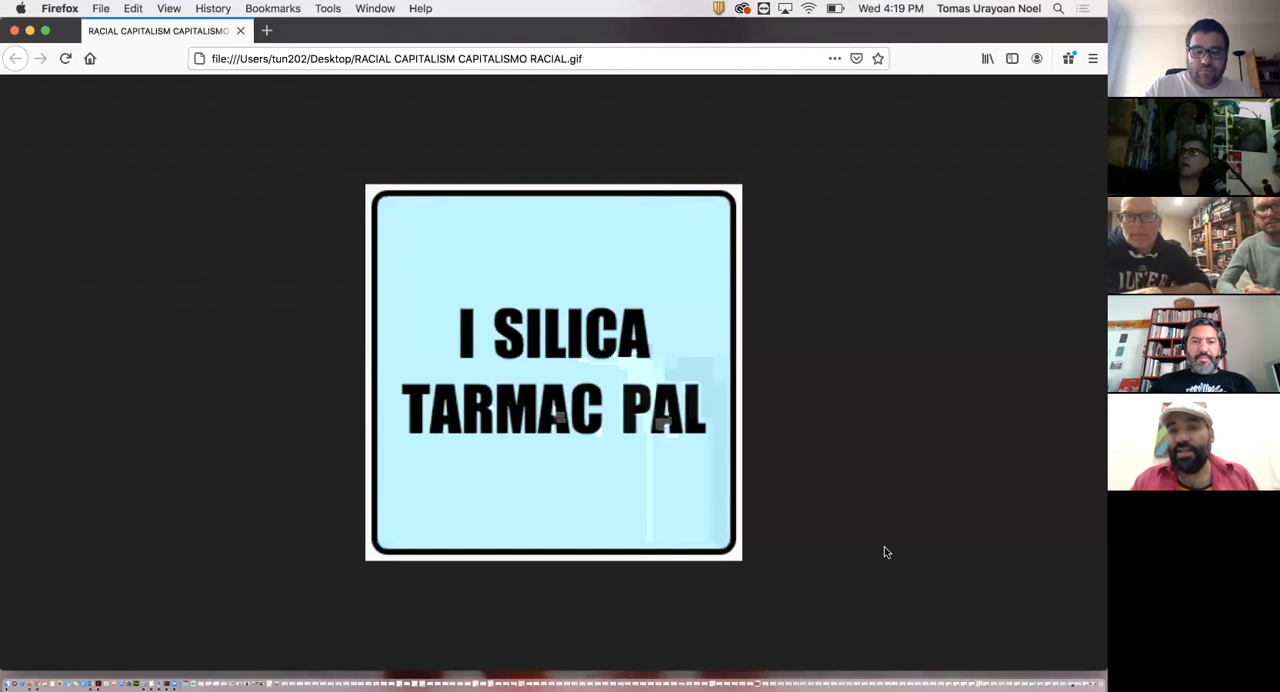 Firefox File Edit View History Bookmarks Tools Window Help Wed 4:19 PM Tomas Urayoan Noel
RACIAL CAPITALISM CAPITALISMO
file:///Users/tun202/Desktop/RACIAL CAPITALISM CAPITALISMO RACIAL.gif
I SILICA
TARMAC PAL